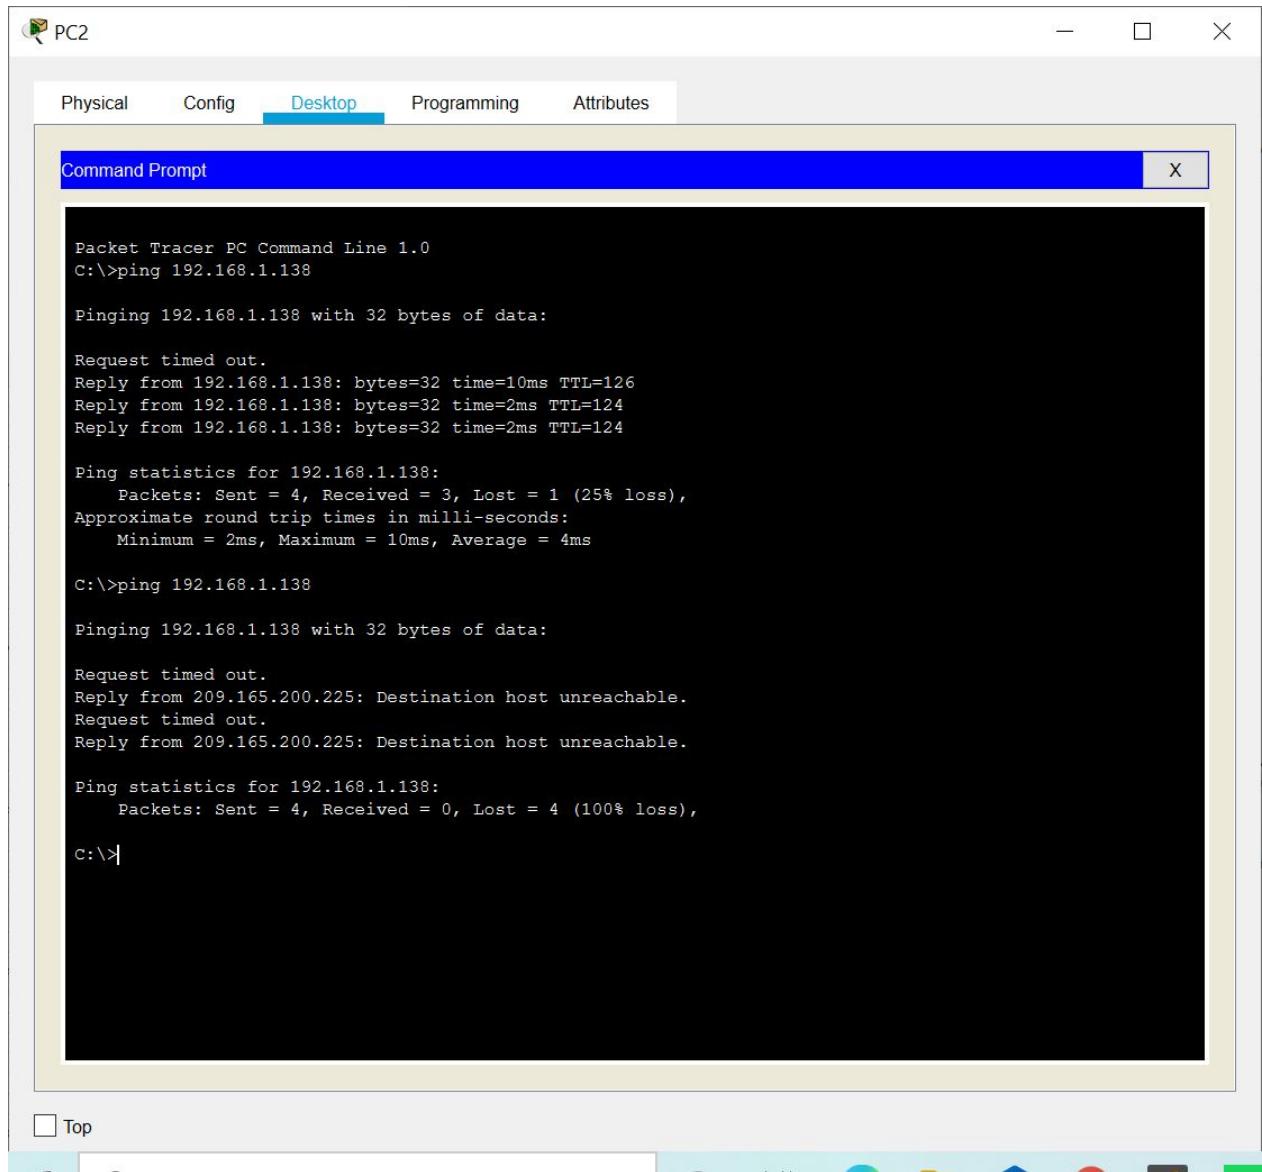 PC2
Physical Config Desktop Programming Attributes
Command Prompt X
Packet Tracer PC Command Line 1.0
C:\>ping 192.168.1.138
Pinging 192.168.1.138 with 32 bytes of data:
Request timed out.
Reply from 192.168.1.138: bytes=32 time=10ms TTL=126
Reply from 192.168.1.138: bytes=32 time=2ms TTL=124
Reply from 192.168.1.138: bytes=32 time=2ms TTL=124
Ping statistics for 192.168.1.138:
Packets: Sent = 4, Received = 3, Lost = 1 (25% loss),
Approximate round trip times in milli-seconds:
Minimum = 2ms, Maximum = 10ms, Average = 4ms
C:\>ping 192.168.1.138
Pinging 192.168.1.138 with 32 bytes of data:
Request timed out.
Reply from 209.165.200.225: Destination host unreachable.
Request timed out.
Reply from 209.165.200.225: Destination host unreachable.
Ping statistics for 192.168.1.138:
Packets: Sent = 4, Received = 0, Lost = 4 (100% loss),
C:\>
Top